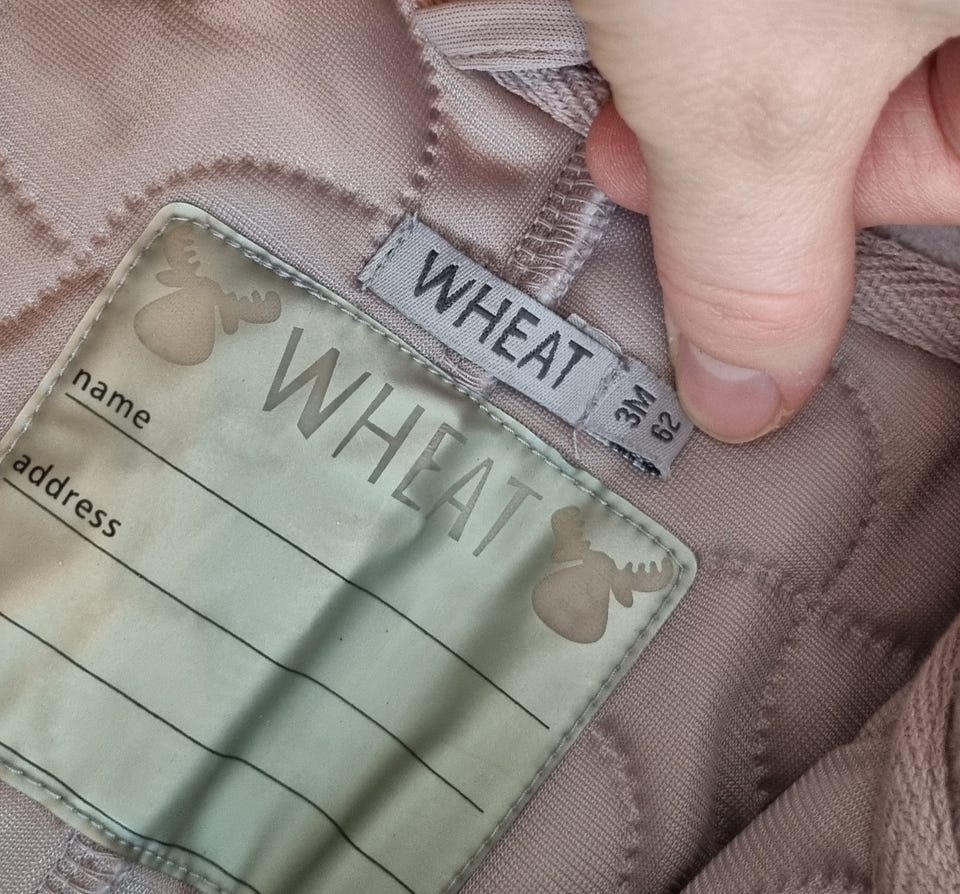 WHEAT
3M
62
WHEAT
name
address